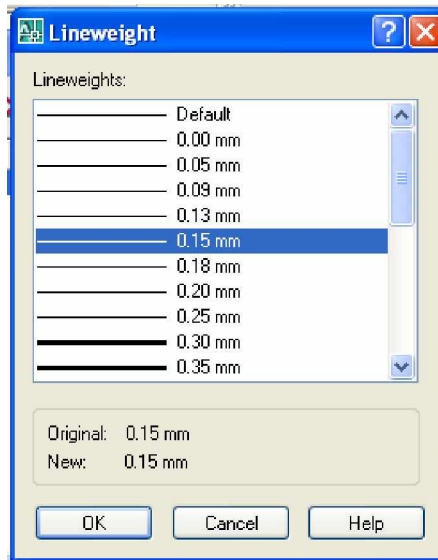 Lineweight
Lineweights:
Default
0.00 mm
0.05 mm
0.09 mm
0.13 mm
0.15 mm
0.18 mm
0.20 mm
0.25 mm
0.30 mm
0.35 mm
Original: 0.15 mm
New: 0.15 mm
OK Cancel Help